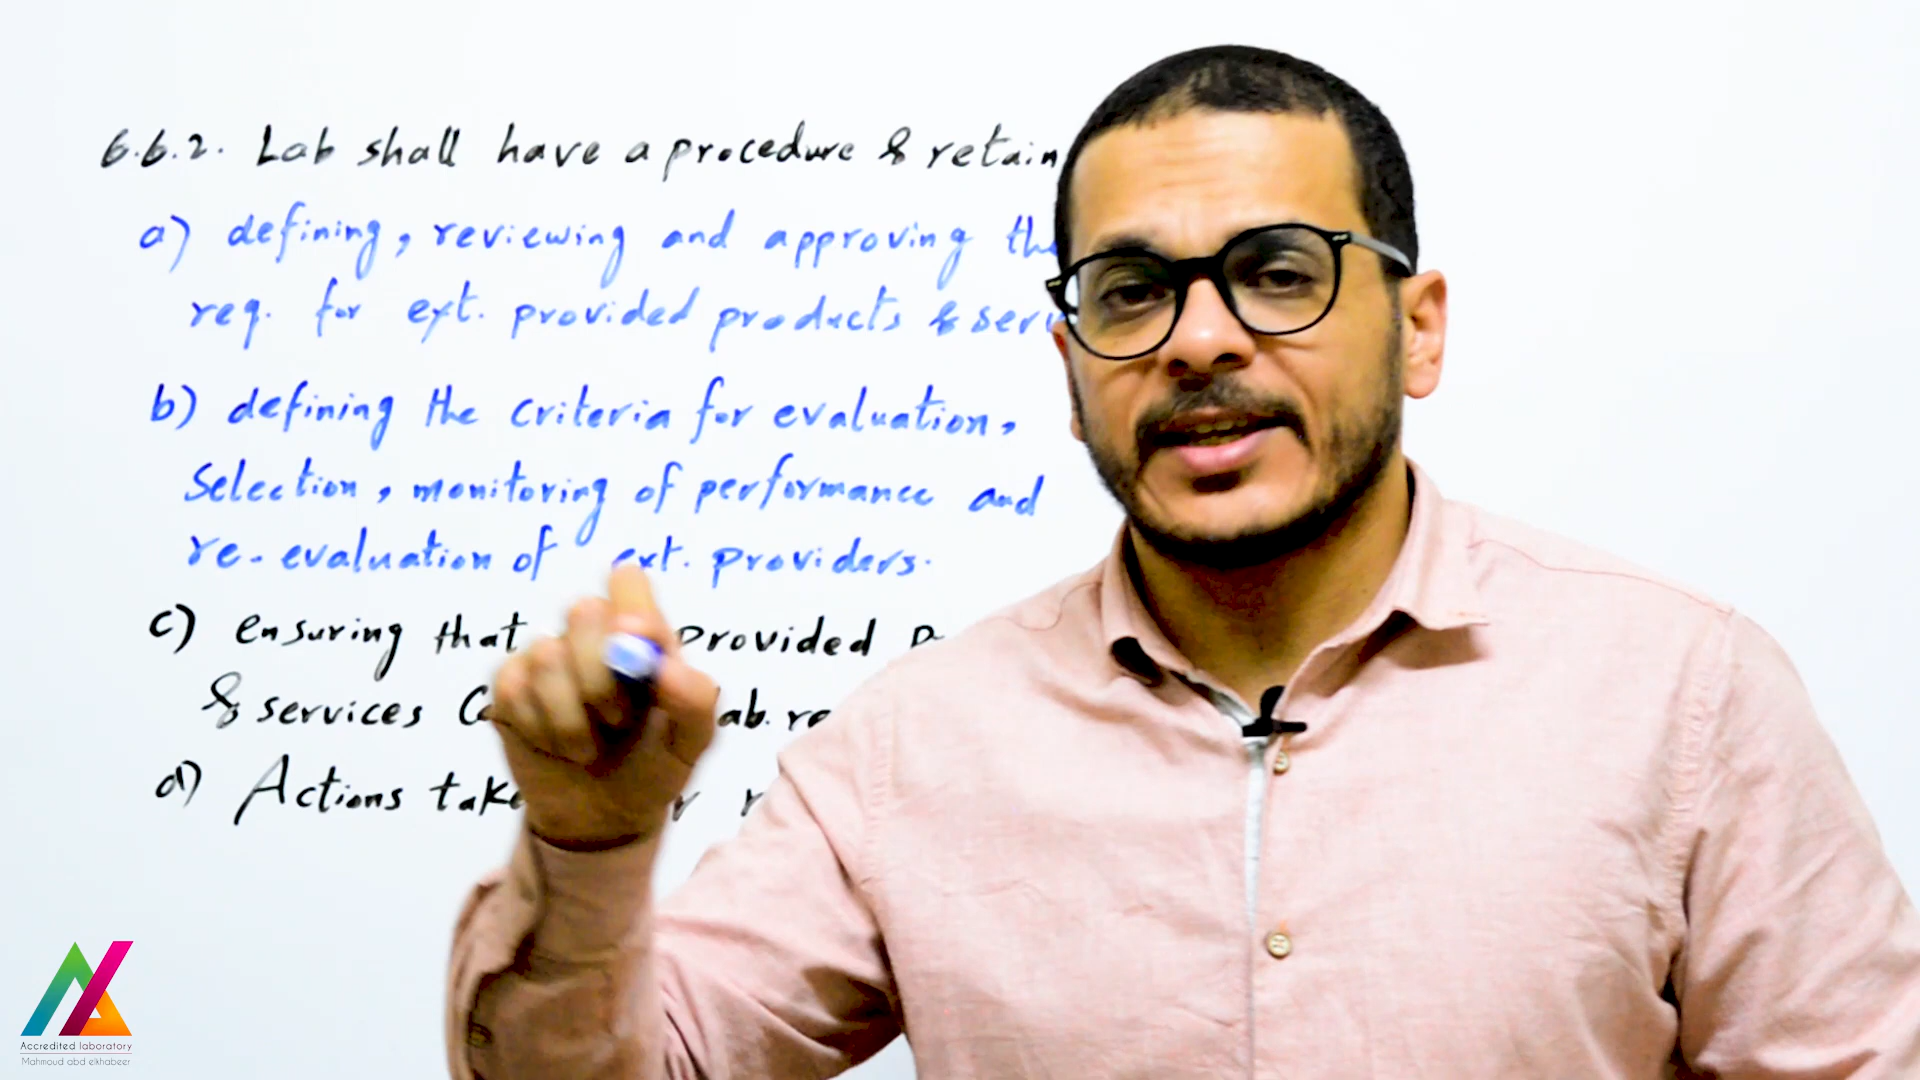 6.6.2. Lab shall have a procedure & retain
a) defining, reviewing and approving the
req. for ext. provided products & serv
b) defining the criteria for evaluation,
Selection, monitoring of performance and
re-evaluation of ext. providers.
c) ensuring that provided
& services lab.
d) Actions take
Accredited laboratory
Mahmoud abd elkhabeer